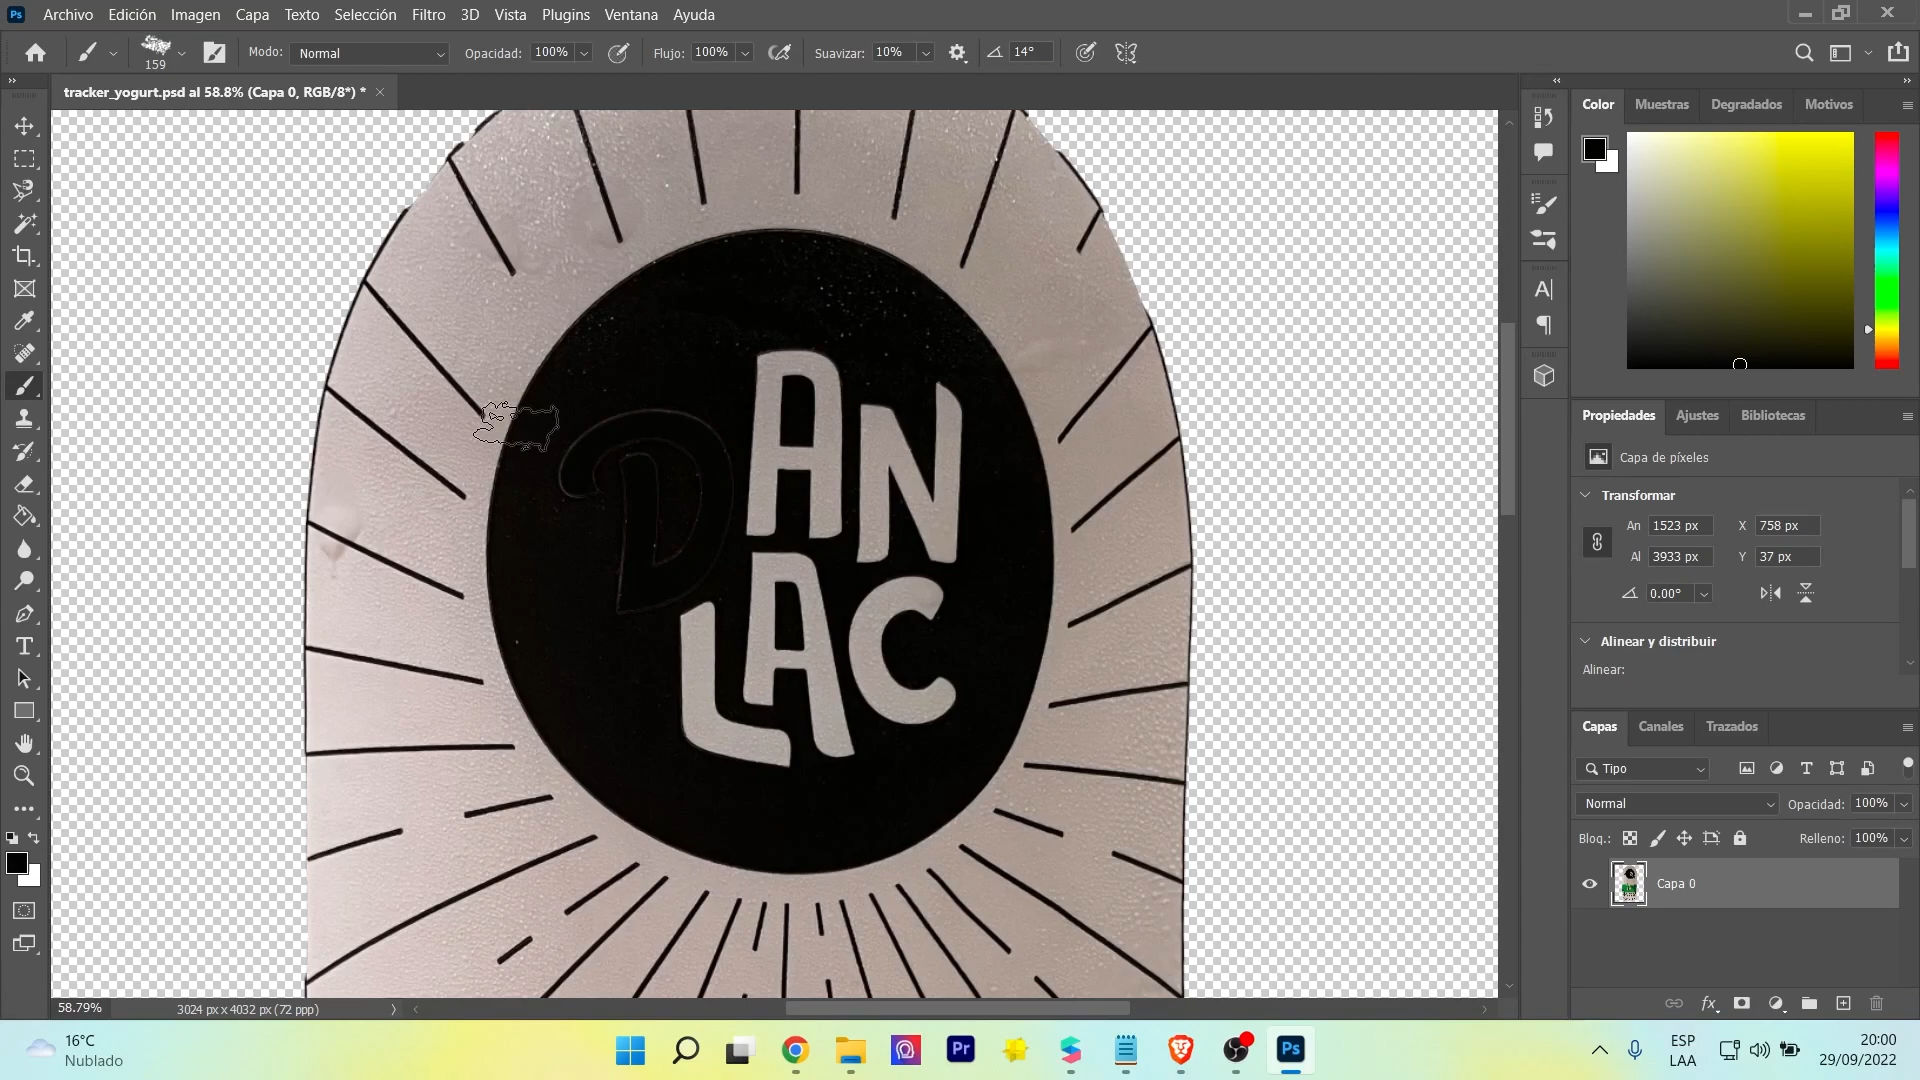 Ps Archivo Edición Imagen Capa Texto Selección Filtro 3D Vista Plugins Ventana Ayuda
159 Modo: Normal Opacidad: 100% Flujo: 100% Suavizar: 10% 14°
tracker_yogurt.psd al 58.8% (Capa 0, RGB/8*) *
DAN
LAC
58.79% 3024 px x 4032 px (72 ppp)
Color Muestras Degradados Motivos
Propiedades Ajustes Bibliotecas
Capa de píxeles
Transformar
An 1523 px X 758 px
Al 3933 px Y 37 px
0.00°
Alinear y distribuir
Alinear:
Capas Canales Trazados
Tipo
Normal Opacidad: 100%
Bloq.: Relleno: 100%
Capa 0
fx
16°C
Nublado
Pr
Ps
ESP
LAA
20:00
29/09/2022